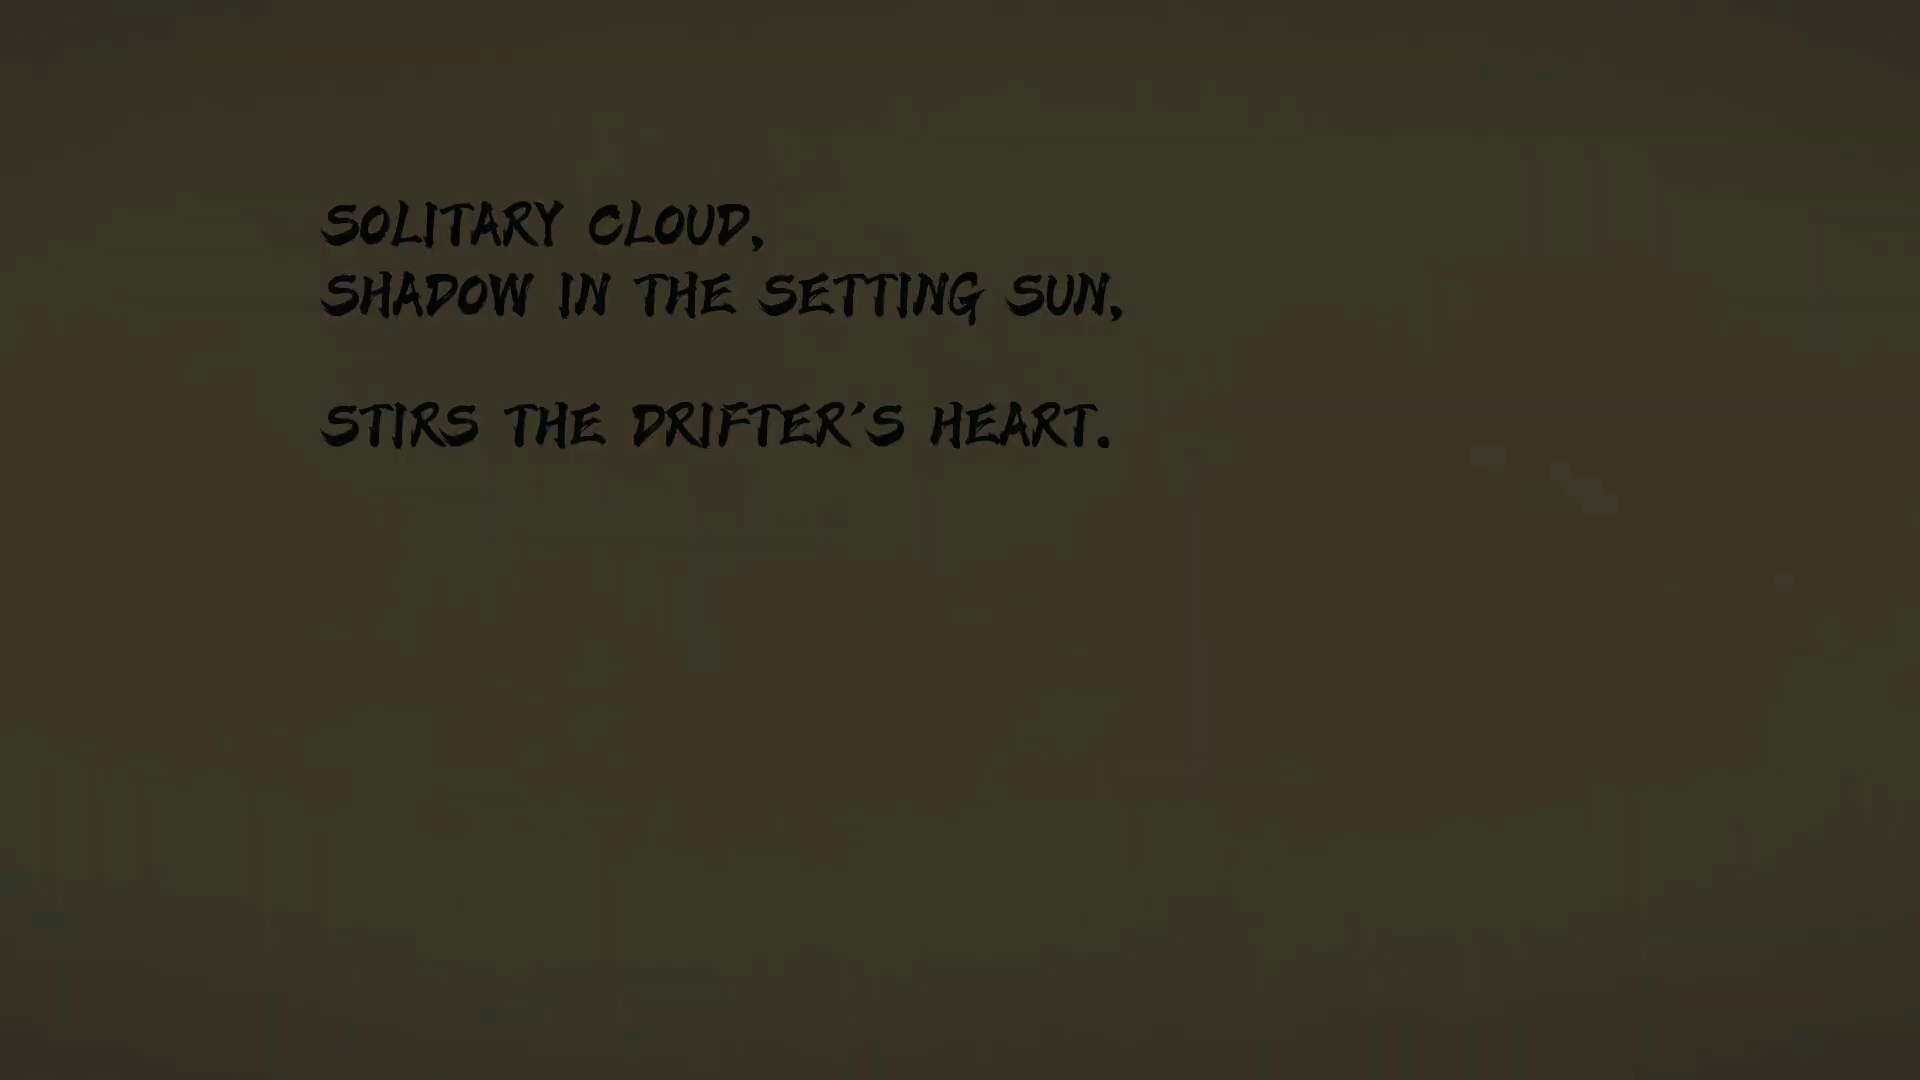 SOLITARY CLOUD,
SHADOW IN THE SETTING SUN,
STIRS THE DRIFTER'S HEART.